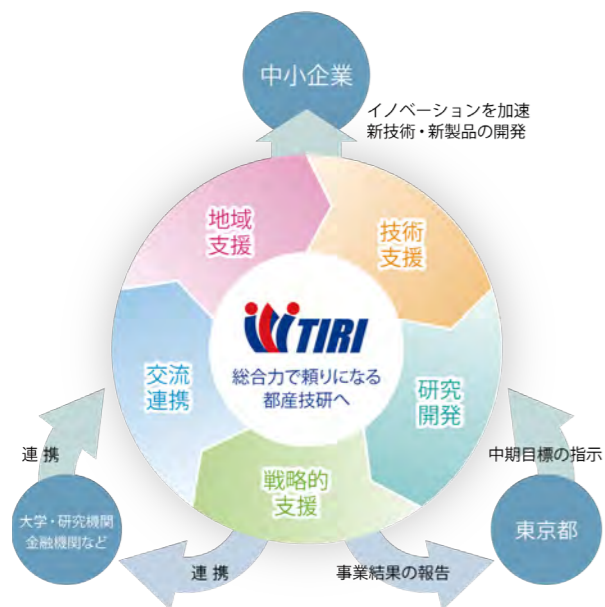 中小企業
イノベーションを加速
新技術・新製品の開発
地域
支援
技術
支援
TIRI
総合力で頼りになる
都産技研へ
交流
連携
研究
開発
戦略的
支援
連 携
中期目標の指示
大学・研究機関
金融機関など
東京都
連 携
事業結果の報告